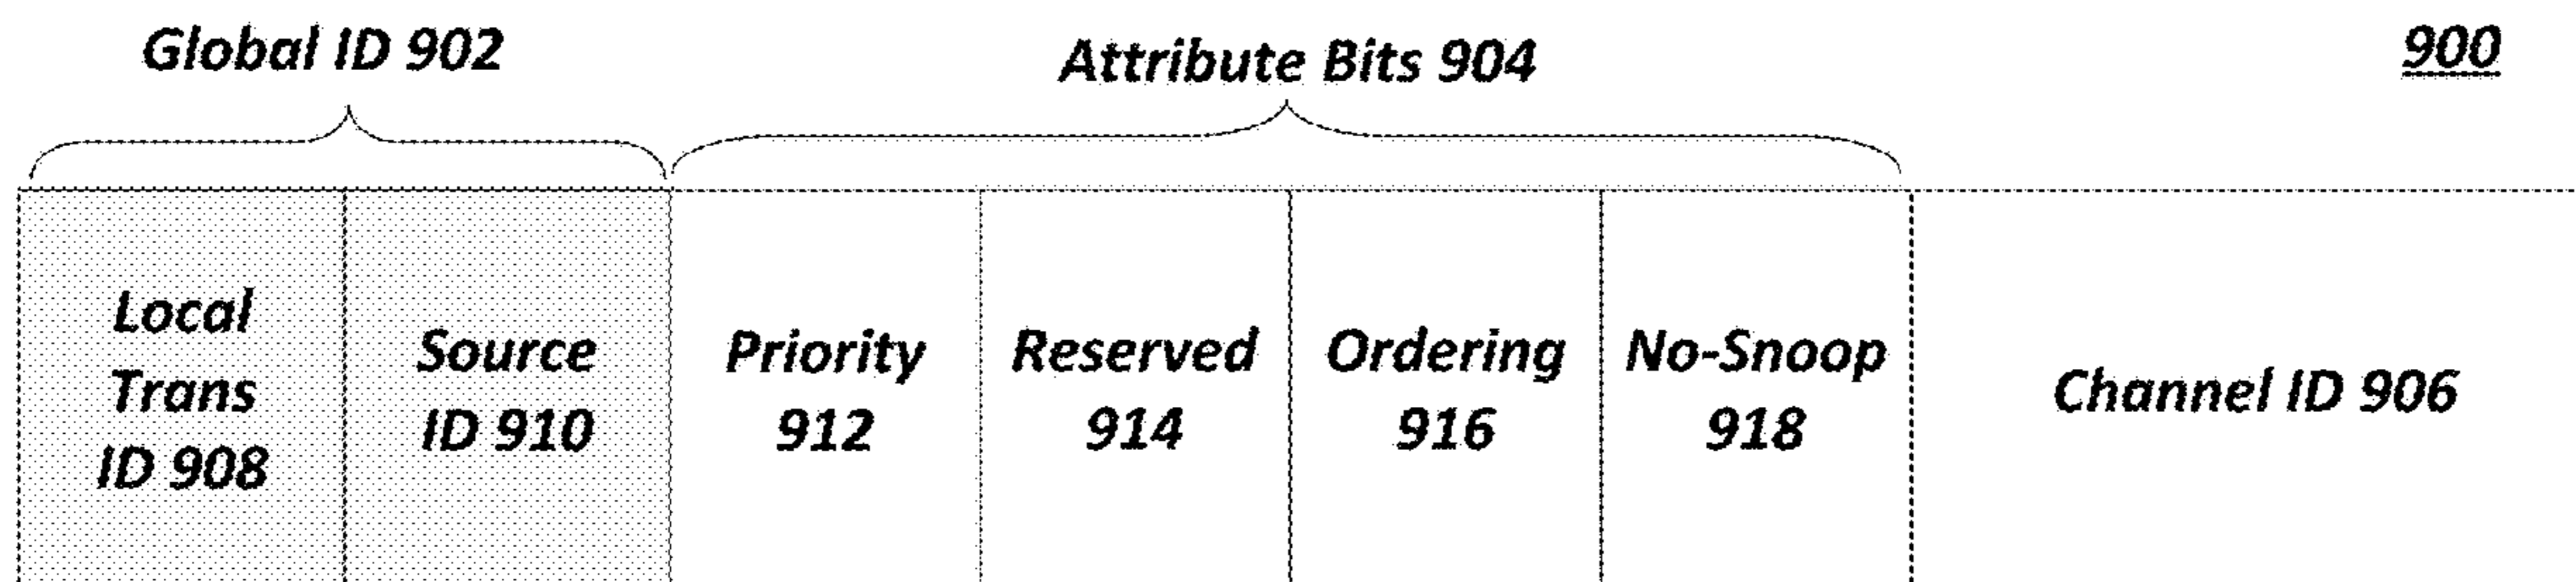 Global ID 902
Attribute Bits 904
900
Local
Trans
ID 908
Source
ID 910
Priority
912
Reserved
914
Ordering
916
No-Snoop
918
Channel ID 906